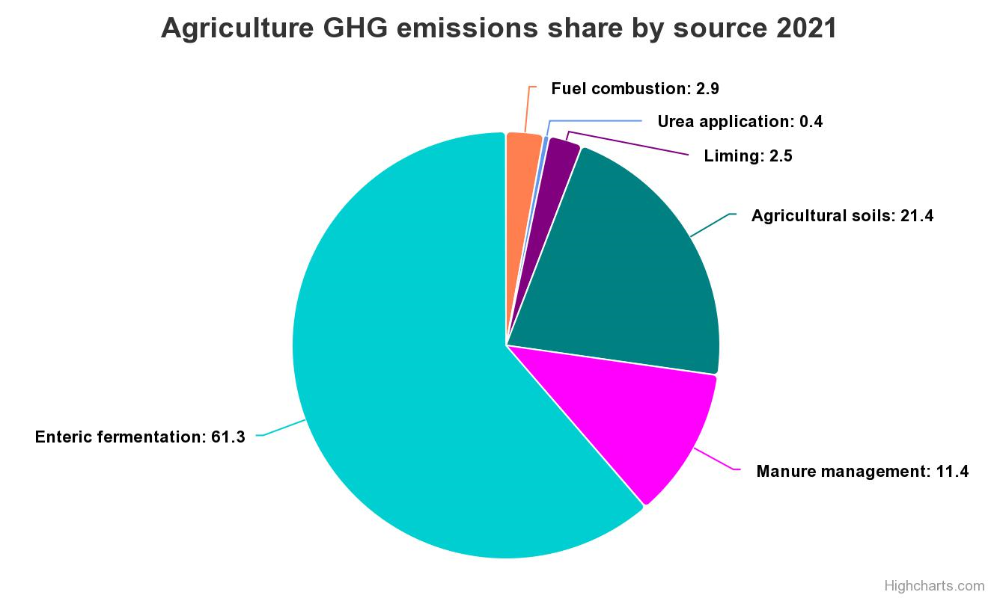 Agriculture GHG emissions share by source 2021
Fuel combustion: 2.9
Urea application: 0.4
Liming: 2.5
Agricultural soils: 21.4
Enteric fermentation: 61.3
Manure management: 11.4
Highcharts.com